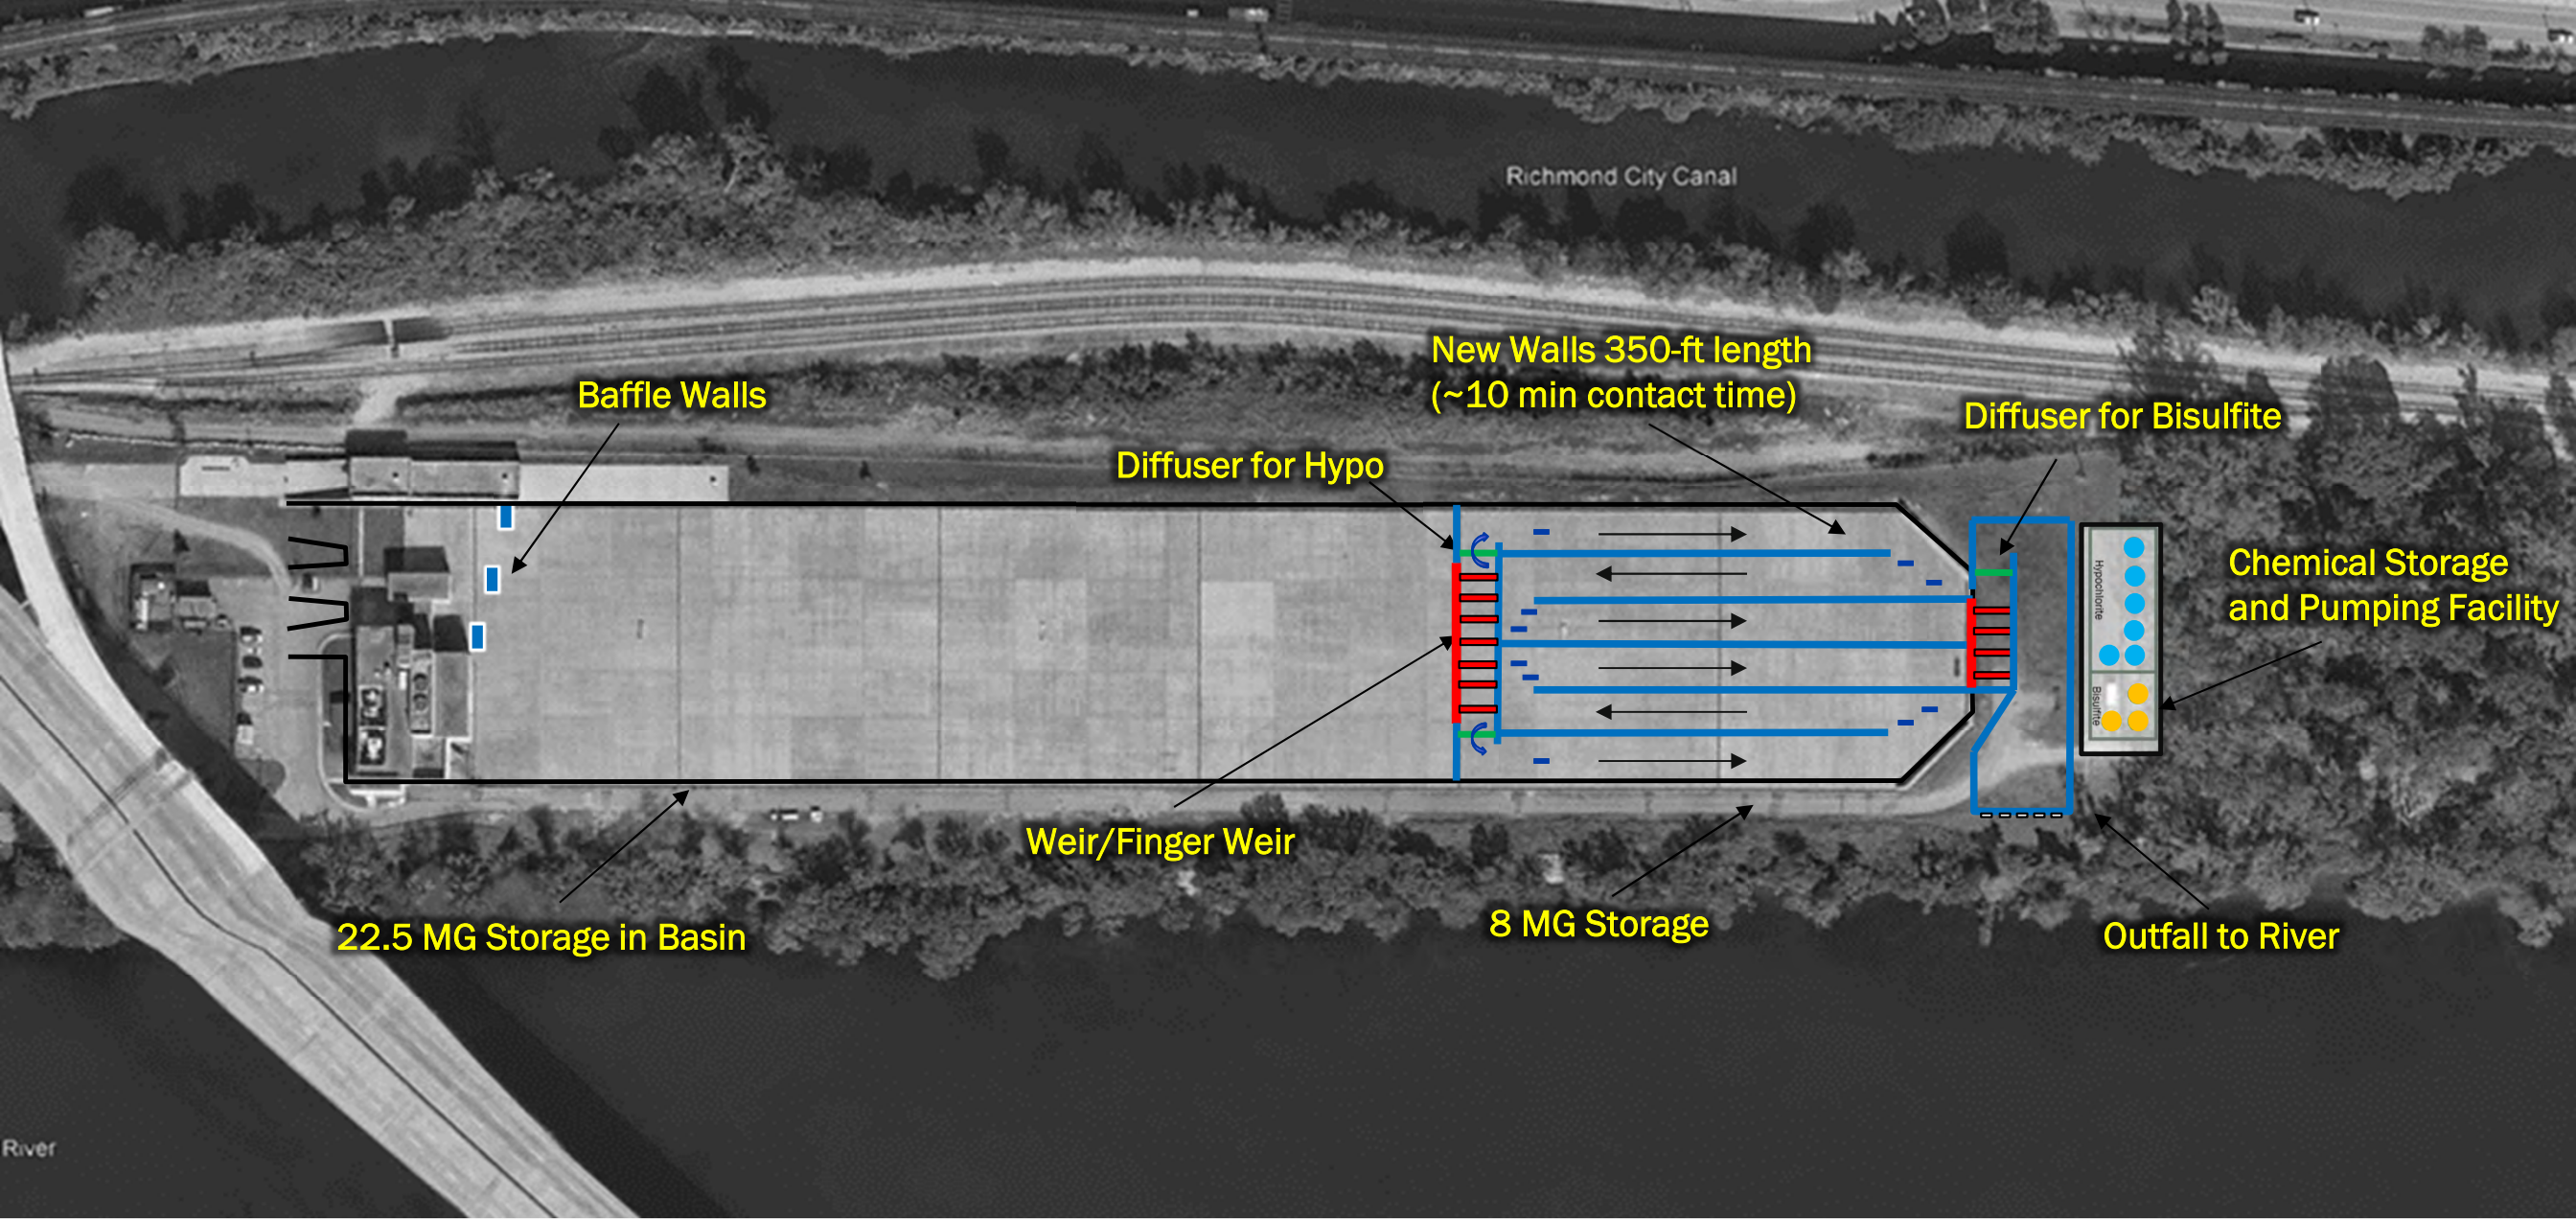 Richmond City Canal
New Walls 350-ft length
(~10 min contact time)
Baffle Walls
Diffuser for Bisulfite
Diffuser for Hypo
Chemical Storage
and Pumping Facility
Hypochlorite
Bisulfite
Weir/Finger Weir
22.5 MG Storage in Basin
8 MG Storage
Outfall to River
River